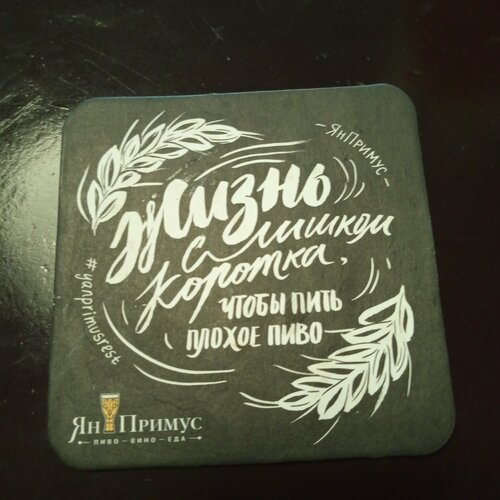 – ЯнПримус –
Жизнь
слишком
коротка,
чтобы пить
плохое пиво
#yanprimusrest
Ян Примус
ПИВО – ВИНО – ЕДА